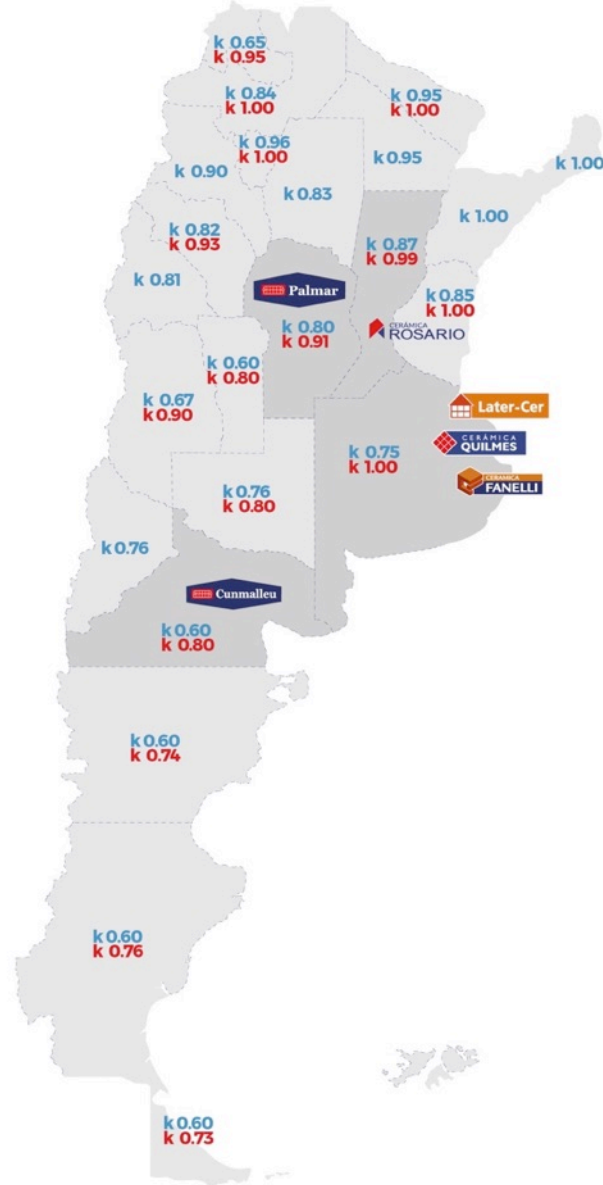 k 0.65
k 0.95
k 0.84
k 1.00
k 0.95
k 1.00
k 0.96
k 1.00
k 0.95
k 1.00
k 0.90
k 0.83
k 1.00
k 0.82
k 0.93
k 0.87
k 0.99
k 0.81
Palmar
k 0.85
k 1.00
k 0.80
k 0.91
CERÁMICA
ROSARIO
k 0.60
k 0.80
k 0.67
k 0.90
Later-Cer
CERÁMICA
QUILMES
k 0.75
k 1.00
CERAMICA
FANELLI
k 0.76
k 0.80
k 0.76
Cunmalleu
k 0.60
k 0.80
k 0.60
k 0.74
k 0.60
k 0.76
k 0.60
k 0.73